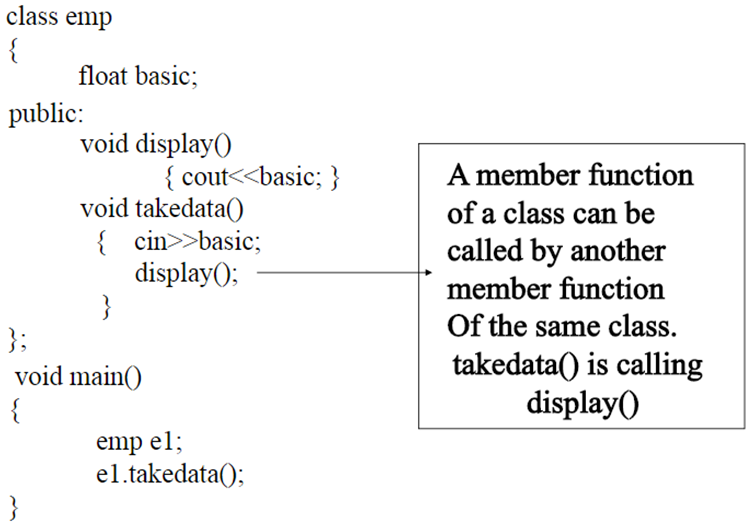 class emp
{
float basic;
public:
void display()
{ cout<<basic; }
void takedata()
{ cin>>basic;
display();
}
};
void main()
{
emp e1;
e1.takedata();
}
A member function
of a class can be
called by another
member function
Of the same class.
takedata() is calling
display()